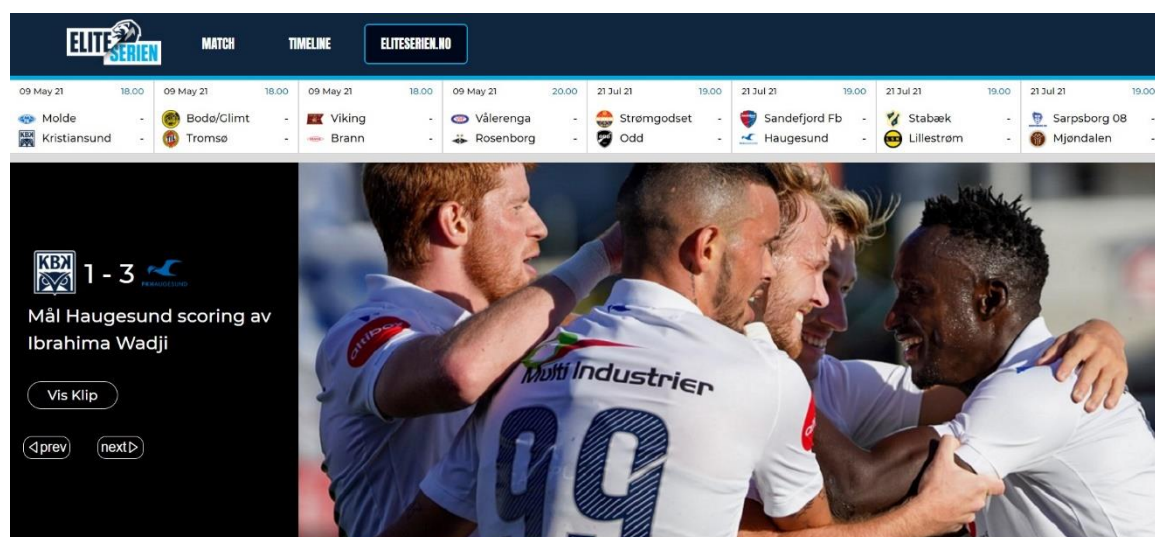 ELITE
SERIEN
MATCH
TIMELINE
ELITESERIEN.NO
09 May 21 18.00
Molde -
Kristiansund -
09 May 21 18.00
Bodø/Glimt -
Tromsø -
09 May 21 18.00
Viking -
Brann -
09 May 21 20.00
Vålerenga -
Rosenborg -
21 Jul 21 19.00
Strømgodset -
Odd -
21 Jul 21 19.00
Sandefjord Fb -
Haugesund -
21 Jul 21 19.00
Stabæk -
Lillestrøm -
21 Jul 21 19.00
Sarpsborg 08 -
Mjøndalen -
KBK 1 - 3
FKHAUGESUND
Mål Haugesund scoring av
Ibrahima Wadji
Vis Klip
prev
next
altibox
Multi Industrier
99